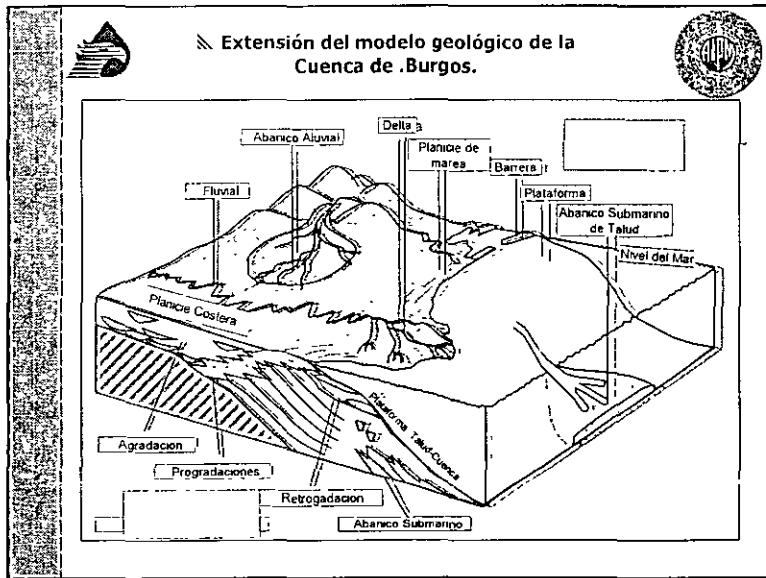 Extensión del modelo geológico de la
Cuenca de .Burgos.
Abanico Aluvial
Delta
Planicie de
marea
Barrera
Fluvial
Plataforma
Abanico Submarino
de Talud
Nivel del Mar
Planicie Costera
Plataforma Talud-Cuenca
Agradacion
Progradaciones
Retrogadacion
Abanico Submarino